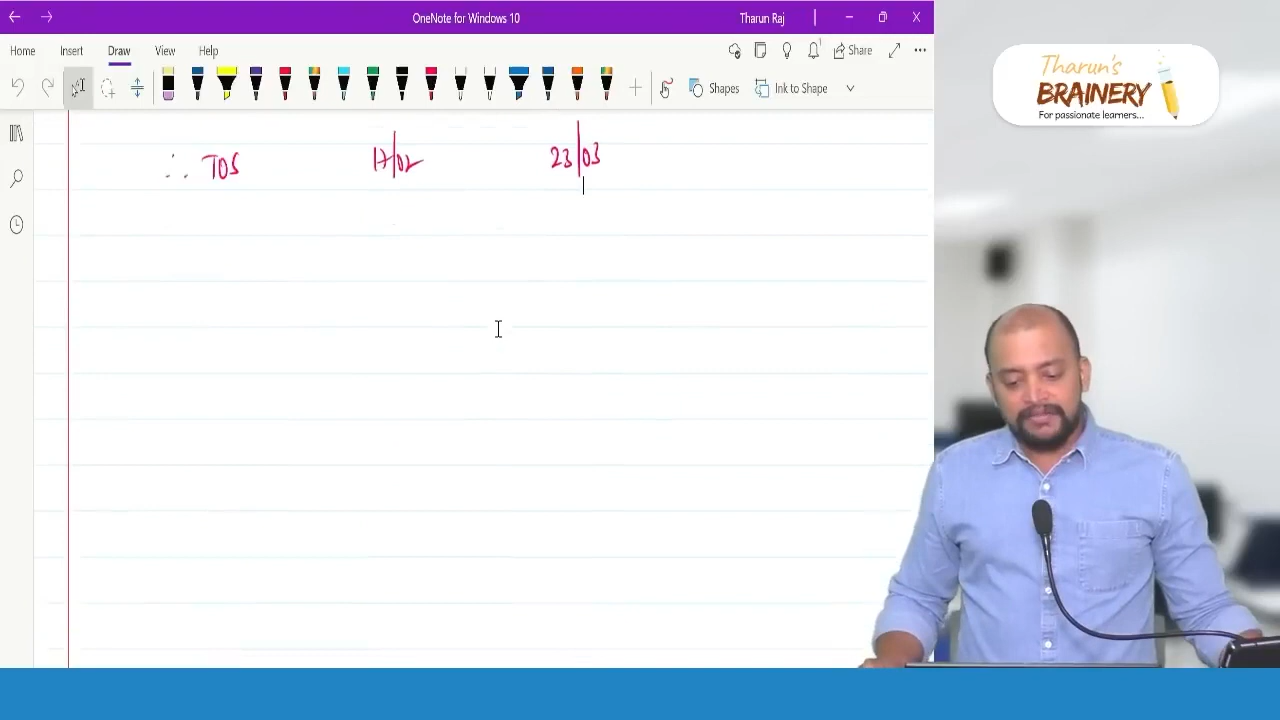 OneNote for Windows 10
Tharun Raj
Home Insert Draw View Help
Share
Shapes
Ink to Shape
Tharun's
BRAINERY
For passionate learners...
∴ TOS 17/02 23/03